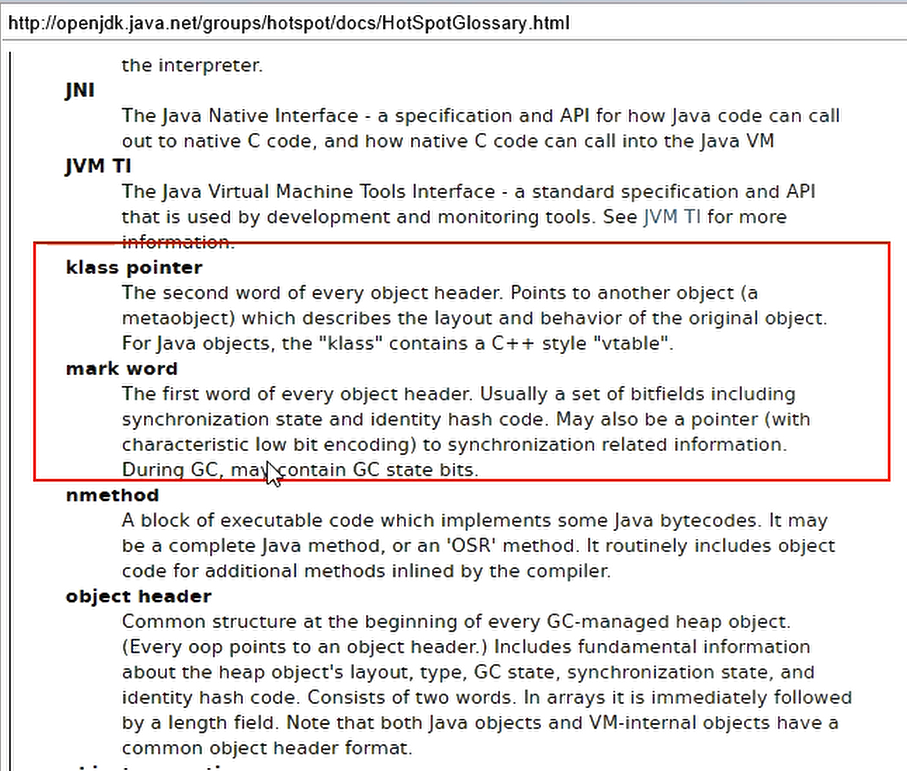 http://openjdk.java.net/groups/hotspot/docs/HotSpotGlossary.html
the interpreter.
JNI
The Java Native Interface - a specification and API for how Java code can call
out to native C code, and how native C code can call into the Java VM
JVM TI
The Java Virtual Machine Tools Interface - a standard specification and API
that is used by development and monitoring tools. See JVM TI for more
information.
klass pointer
The second word of every object header. Points to another object (a
metaobject) which describes the layout and behavior of the original object.
For Java objects, the "klass" contains a C++ style "vtable".
mark word
The first word of every object header. Usually a set of bitfields including
synchronization state and identity hash code. May also be a pointer (with
characteristic low bit encoding) to synchronization related information.
During GC, may contain GC state bits.
nmethod
A block of executable code which implements some Java bytecodes. It may
be a complete Java method, or an 'OSR' method. It routinely includes object
code for additional methods inlined by the compiler.
object header
Common structure at the beginning of every GC-managed heap object.
(Every oop points to an object header.) Includes fundamental information
about the heap object's layout, type, GC state, synchronization state, and
identity hash code. Consists of two words. In arrays it is immediately followed
by a length field. Note that both Java objects and VM-internal objects have a
common object header format.